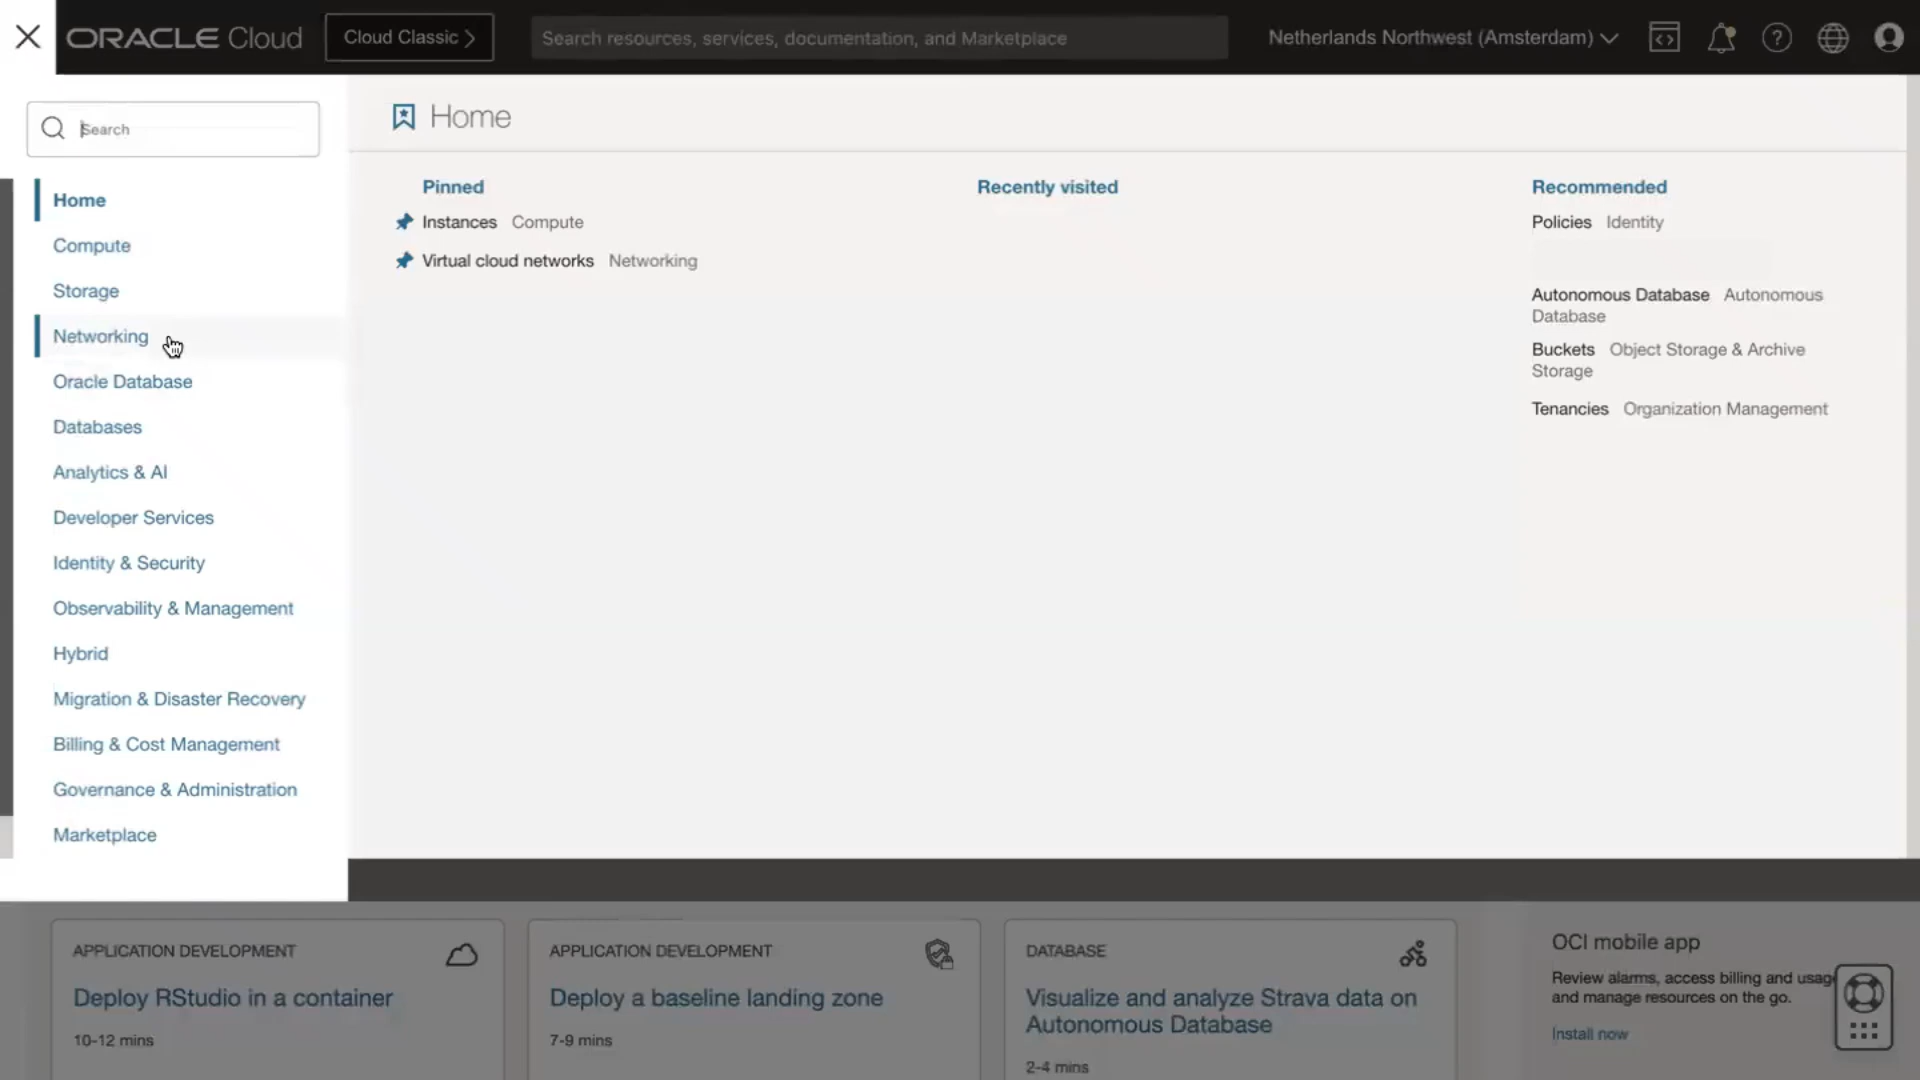 ORACLE Cloud
Cloud Classic
Search resources, services, documentation, and Marketplace
Netherlands Northwest (Amsterdam)
Search
Home
Compute
Storage
Networking
Oracle Database
Databases
Analytics & AI
Developer Services
Identity & Security
Observability & Management
Hybrid
Migration & Disaster Recovery
Billing & Cost Management
Governance & Administration
Marketplace
Home
Pinned
Instances Compute
Virtual cloud networks Networking
Recently visited
Recommended
Policies Identity
Autonomous Database Autonomous
Database
Buckets Object Storage & Archive
Storage
Tenancies Organization Management
APPLICATION DEVELOPMENT
Deploy RStudio in a container
10-12 mins
APPLICATION DEVELOPMENT
Deploy a baseline landing zone
7-9 mins
DATABASE
Visualize and analyze Strava data on
Autonomous Database
2-4 mins
OCI mobile app
Review alarms, access billing and usag
and manage resources on the go.
Install now